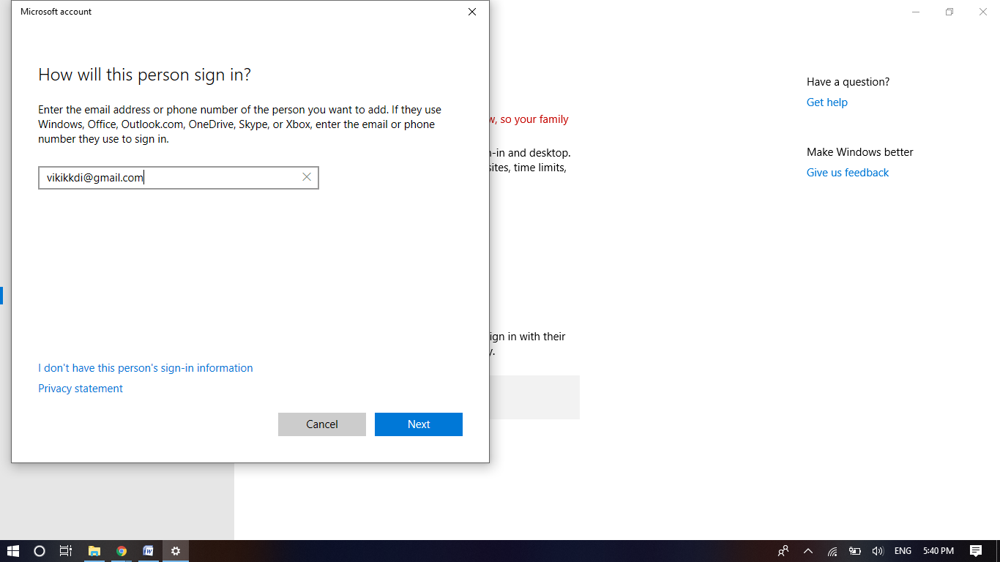 Microsoft account
How will this person sign in?
Enter the email address or phone number of the person you want to add. If they use
Windows, Office, Outlook.com, OneDrive, Skype, or Xbox, enter the email or phone
number they use to sign in.
vikikkdi@gmail.com
I don't have this person's sign-in information
Privacy statement
Cancel
Next
so your family
-in and desktop.
sites, time limits,
ign in with their
Have a question?
Get help
Make Windows better
Give us feedback
ENG
5:40 PM